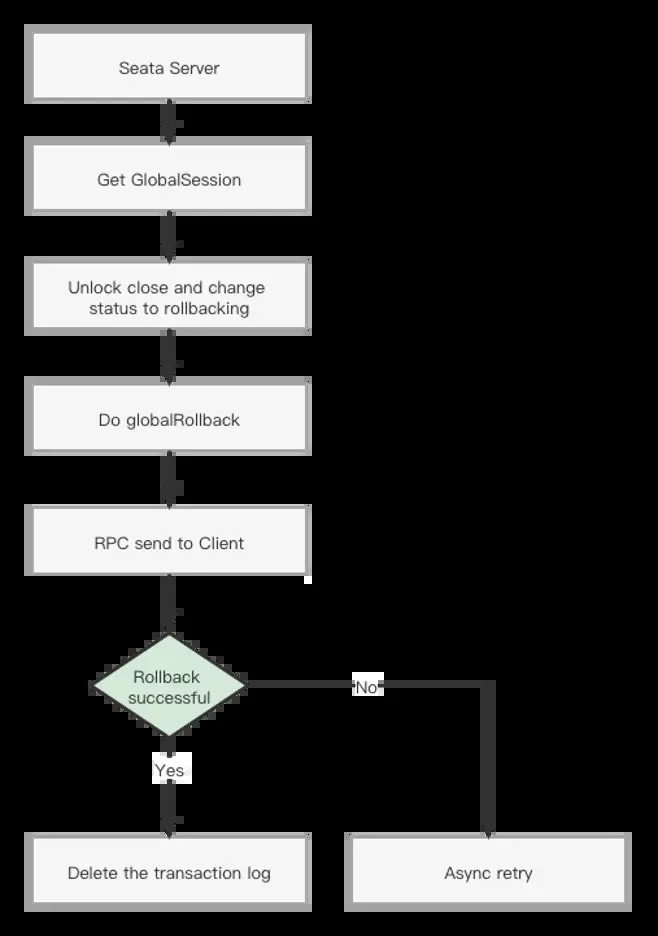 Seata Server
Get GlobalSession
Unlock close and change
status to rollbacking
Do globalRollback
RPC send to Client
Rollback
successful
No
Yes
Delete the transaction log
Async retry